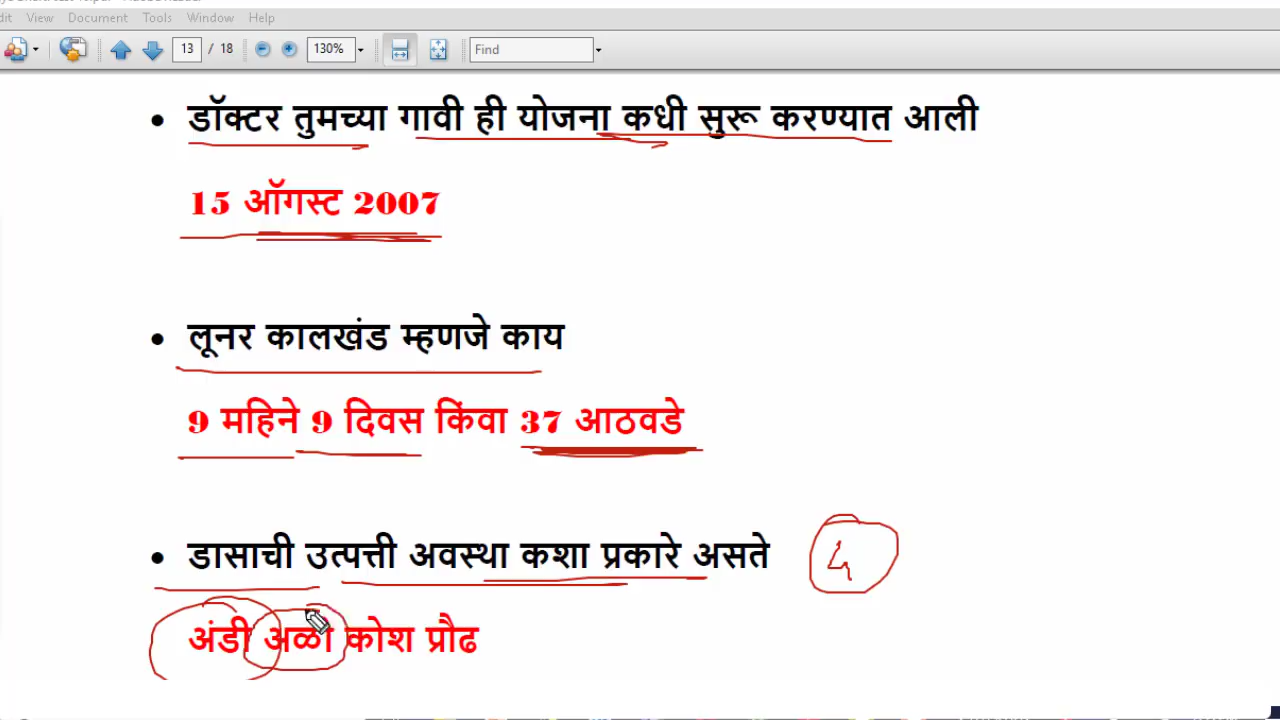 dit View Document Tools Window Help
13 / 18 130% Find
• डॉक्टर तुमच्या गावी ही योजना कधी सुरू करण्यात आली
15 ऑगस्ट 2007
• लूनर कालखंड म्हणजे काय
9 महिने 9 दिवस किंवा 37 आठवडे
• डासाची उत्पत्ती अवस्था कशा प्रकारे असते 4
अंडी अळी कोश प्रौढ